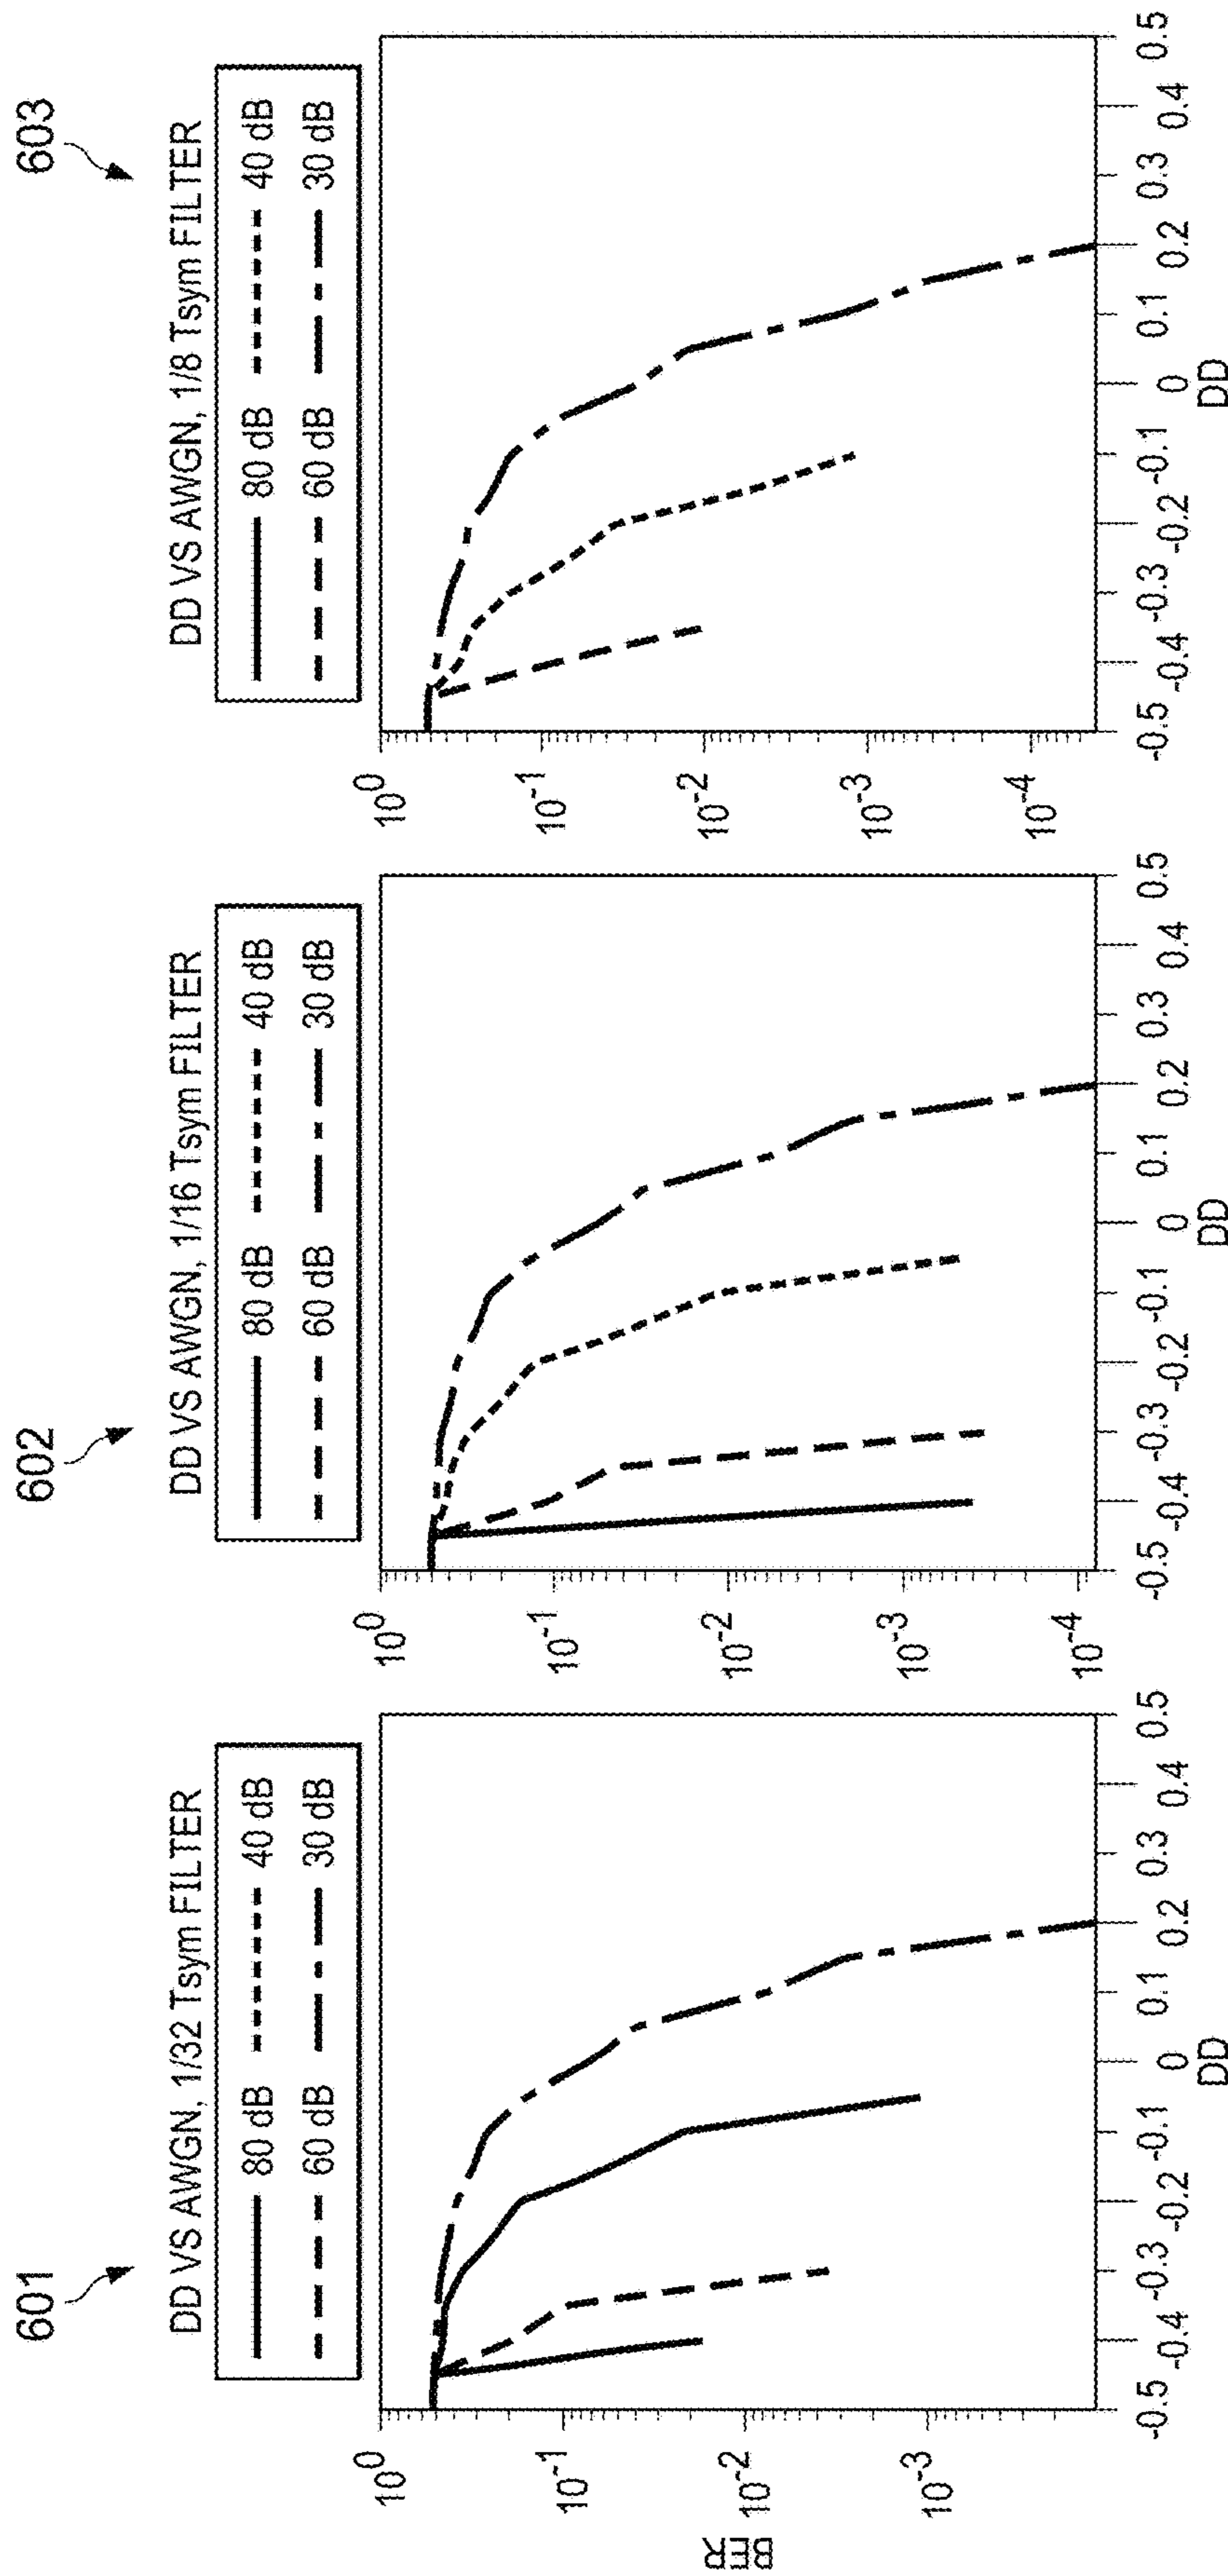 601
DD VS AWGN, 1/32 Tsym FILTER
80 dB 40 dB
60 dB 30 dB
BER
10^0
10^-1
10^-2
10^-3
-0.5 -0.4 -0.3 -0.2 -0.1 0 0.1 0.2 0.3 0.4 0.5
DD
602
DD VS AWGN, 1/16 Tsym FILTER
80 dB 40 dB
60 dB 30 dB
10^0
10^-1
10^-2
10^-3
10^-4
-0.5 -0.4 -0.3 -0.2 -0.1 0 0.1 0.2 0.3 0.4 0.5
DD
603
DD VS AWGN, 1/8 Tsym FILTER
80 dB 40 dB
60 dB 30 dB
10^0
10^-1
10^-2
10^-3
10^-4
-0.5 -0.4 -0.3 -0.2 -0.1 0 0.1 0.2 0.3 0.4 0.5
DD